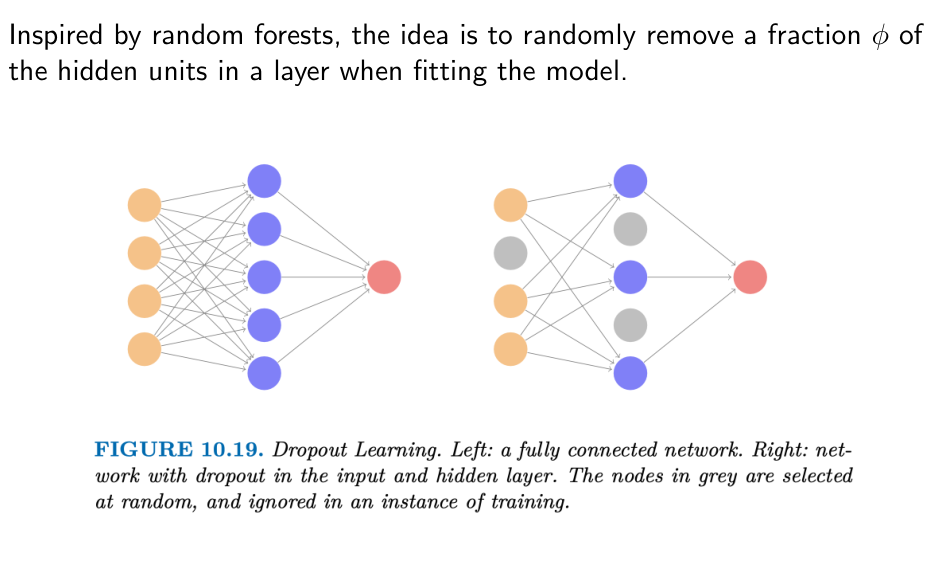 Inspired by random forests, the idea is to randomly remove a fraction ϕ of
the hidden units in a layer when fitting the model.
FIGURE 10.19. Dropout Learning. Left: a fully connected network. Right: net-
work with dropout in the input and hidden layer. The nodes in grey are selected
at random, and ignored in an instance of training.